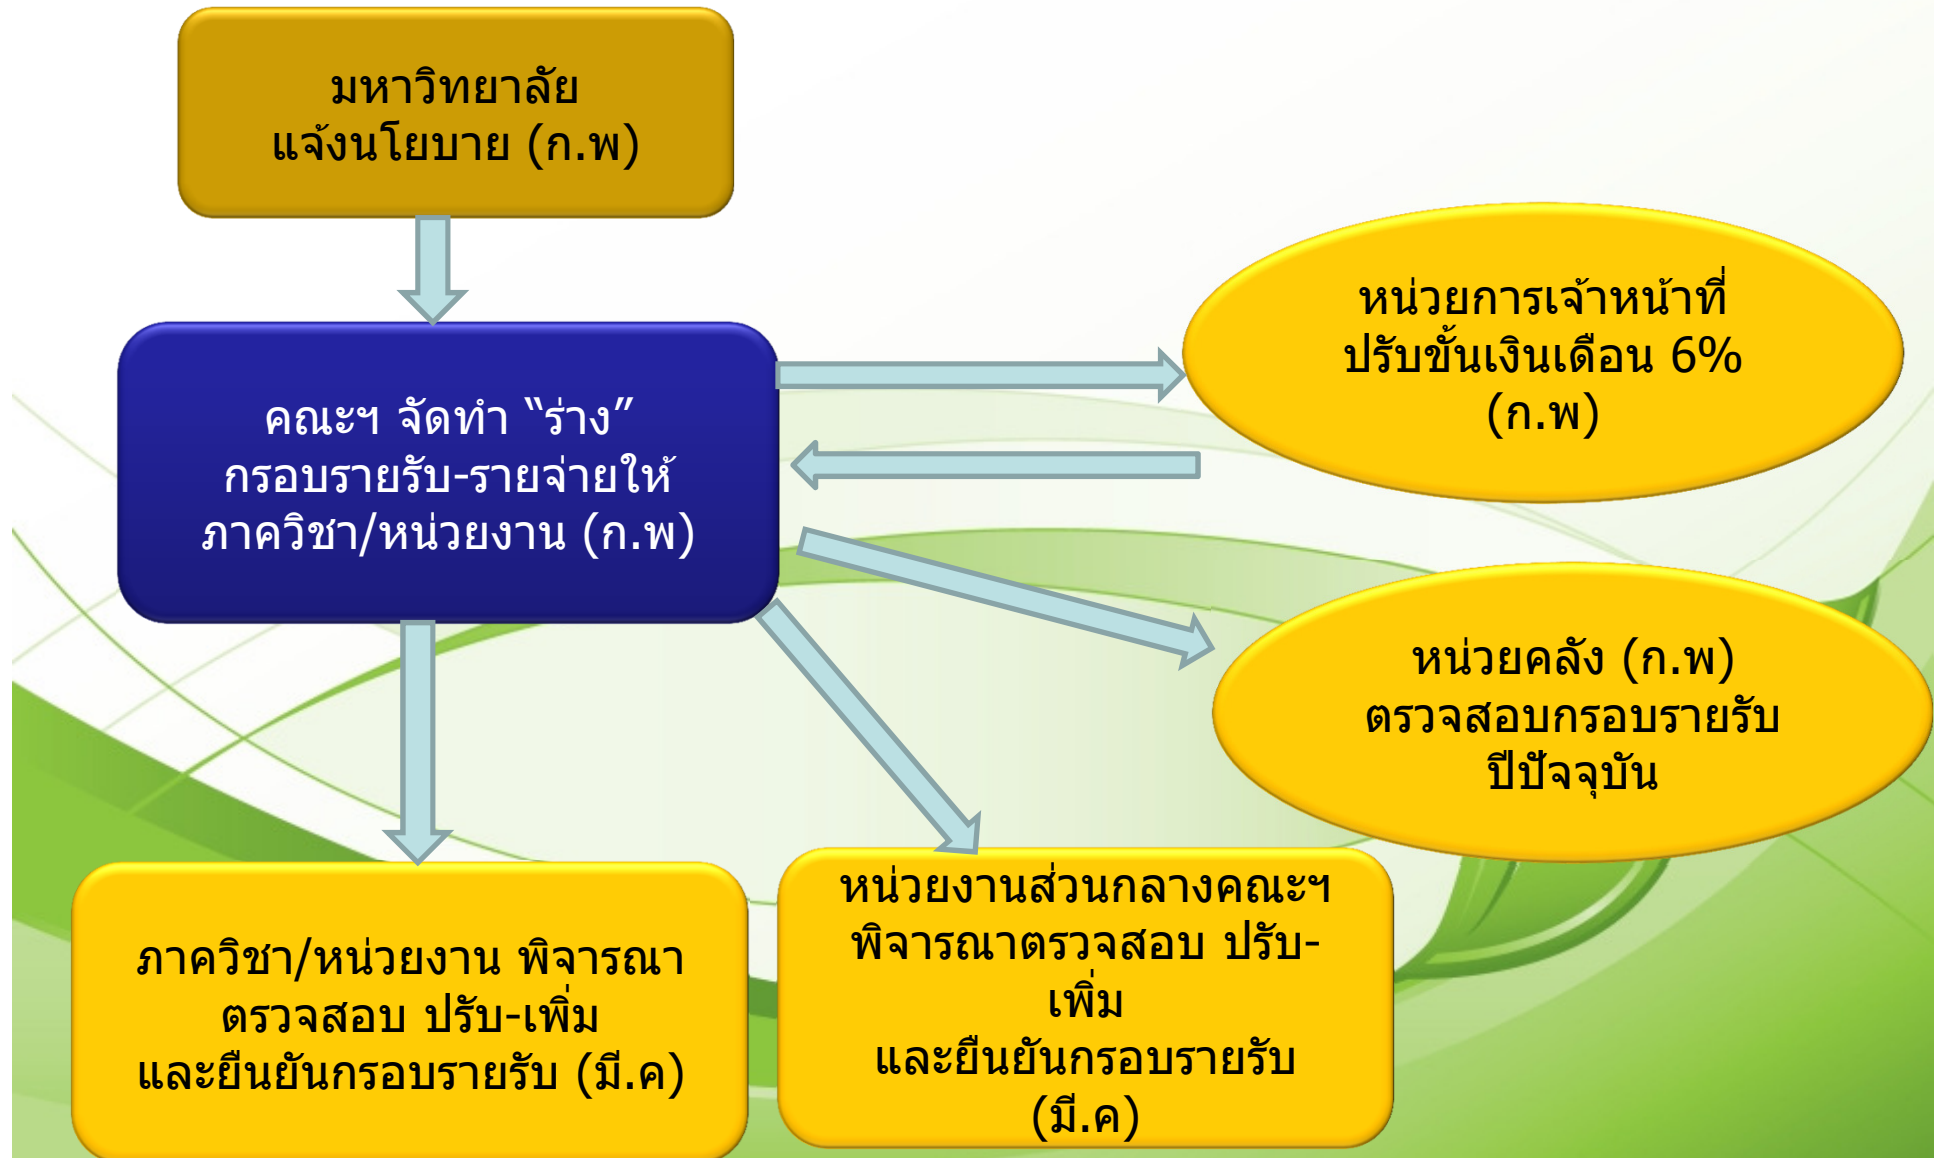 มหาวิทยาลัย
แจ้งนโยบาย (ก.พ)
คณะฯ จัดทำ “ร่าง”
กรอบรายรับ-รายจ่ายให้
ภาควิชา/หน่วยงาน (ก.พ)
หน่วยการเจ้าหน้าที่
ปรับขั้นเงินเดือน 6%
(ก.พ)
หน่วยคลัง (ก.พ)
ตรวจสอบกรอบรายรับ
ปีปัจจุบัน
ภาควิชา/หน่วยงาน พิจารณา
ตรวจสอบ ปรับ-เพิ่ม
และยืนยันกรอบรายรับ (มี.ค)
หน่วยงานส่วนกลางคณะฯ
พิจารณาตรวจสอบ ปรับ-
เพิ่ม
และยืนยันกรอบรายรับ
(มี.ค)